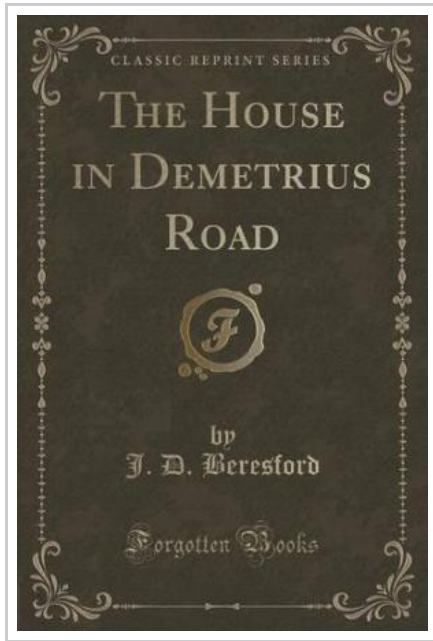 CLASSIC REPRINT SERIES
THE HOUSE
IN DEMETRIUS
ROAD
F
by
J. D. Beresford
Forgotten Books